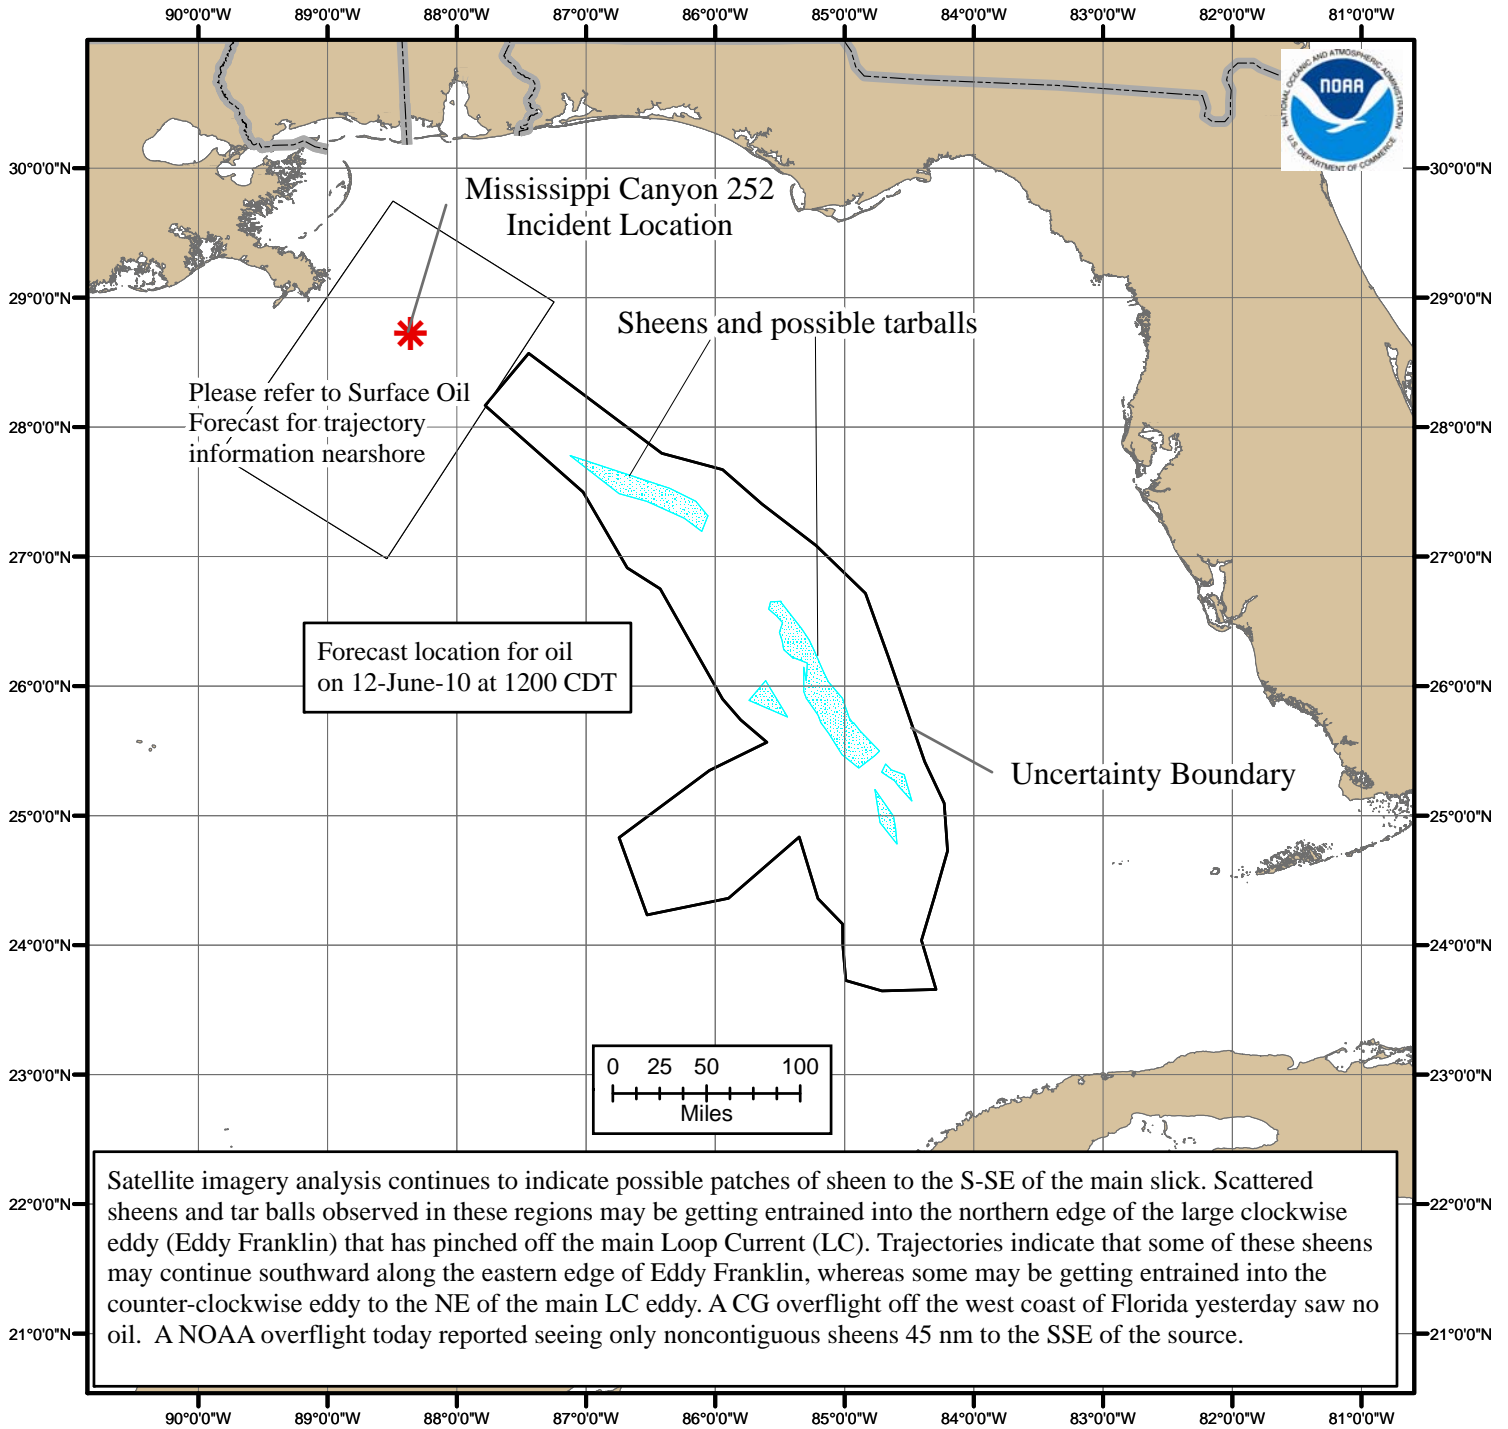 90°0'0"W 89°0'0"W 88°0'0"W 87°0'0"W 86°0'0"W 85°0'0"W 84°0'0"W 83°0'0"W 82°0'0"W 81°0'0"W
NATIONAL OCEANIC AND ATMOSPHERIC ADMINISTRATION
NOAA
U.S. DEPARTMENT OF COMMERCE
30°0'0"N 30°0'0"N
Mississippi Canyon 252
Incident Location
29°0'0"N 29°0'0"N
Sheens and possible tarballs
Please refer to Surface Oil
Forecast for trajectory
information nearshore
28°0'0"N 28°0'0"N
27°0'0"N 27°0'0"N
Forecast location for oil
on 12-June-10 at 1200 CDT
26°0'0"N 26°0'0"N
Uncertainty Boundary
25°0'0"N 25°0'0"N
24°0'0"N 24°0'0"N
0 25 50 100
Miles
23°0'0"N 23°0'0"N
Satellite imagery analysis continues to indicate possible patches of sheen to the S-SE of the main slick. Scattered
sheens and tar balls observed in these regions may be getting entrained into the northern edge of the large clockwise
eddy (Eddy Franklin) that has pinched off the main Loop Current (LC). Trajectories indicate that some of these sheens
may continue southward along the eastern edge of Eddy Franklin, whereas some may be getting entrained into the
counter-clockwise eddy to the NE of the main LC eddy. A CG overflight off the west coast of Florida yesterday saw no
oil.  A NOAA overflight today reported seeing only noncontiguous sheens 45 nm to the SSE of the source.
22°0'0"N 22°0'0"N
21°0'0"N 21°0'0"N
90°0'0"W 89°0'0"W 88°0'0"W 87°0'0"W 86°0'0"W 85°0'0"W 84°0'0"W 83°0'0"W 82°0'0"W 81°0'0"W